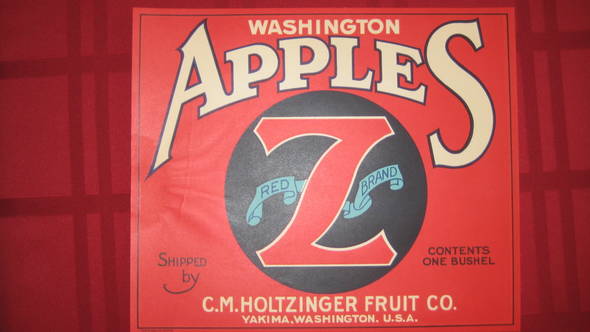 WASHINGTON
APPLES
Z
RED BRAND
SHIPPED
by
CONTENTS
ONE BUSHEL
C.M. HOLTZINGER FRUIT CO.
YAKIMA, WASHINGTON. U.S.A.